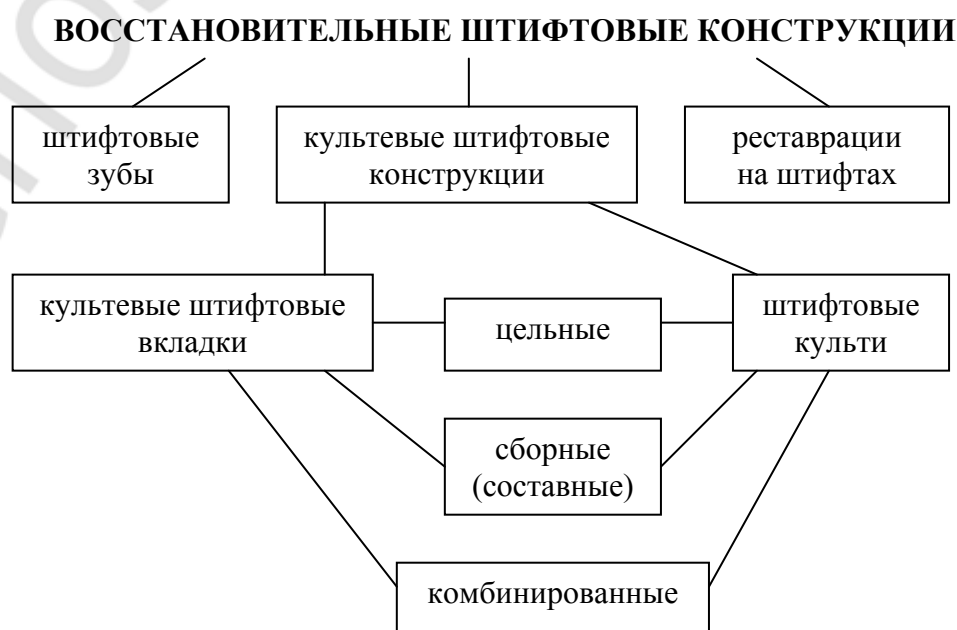 ВОССТАНОВИТЕЛЬНЫЕ ШТИФТОВЫЕ КОНСТРУКЦИИ
штифтовые
зубы
культевые штифтовые
конструкции
реставрации
на штифтах
культевые штифтовые
вкладки
цельные
штифтовые
культи
сборные
(составные)
комбинированные